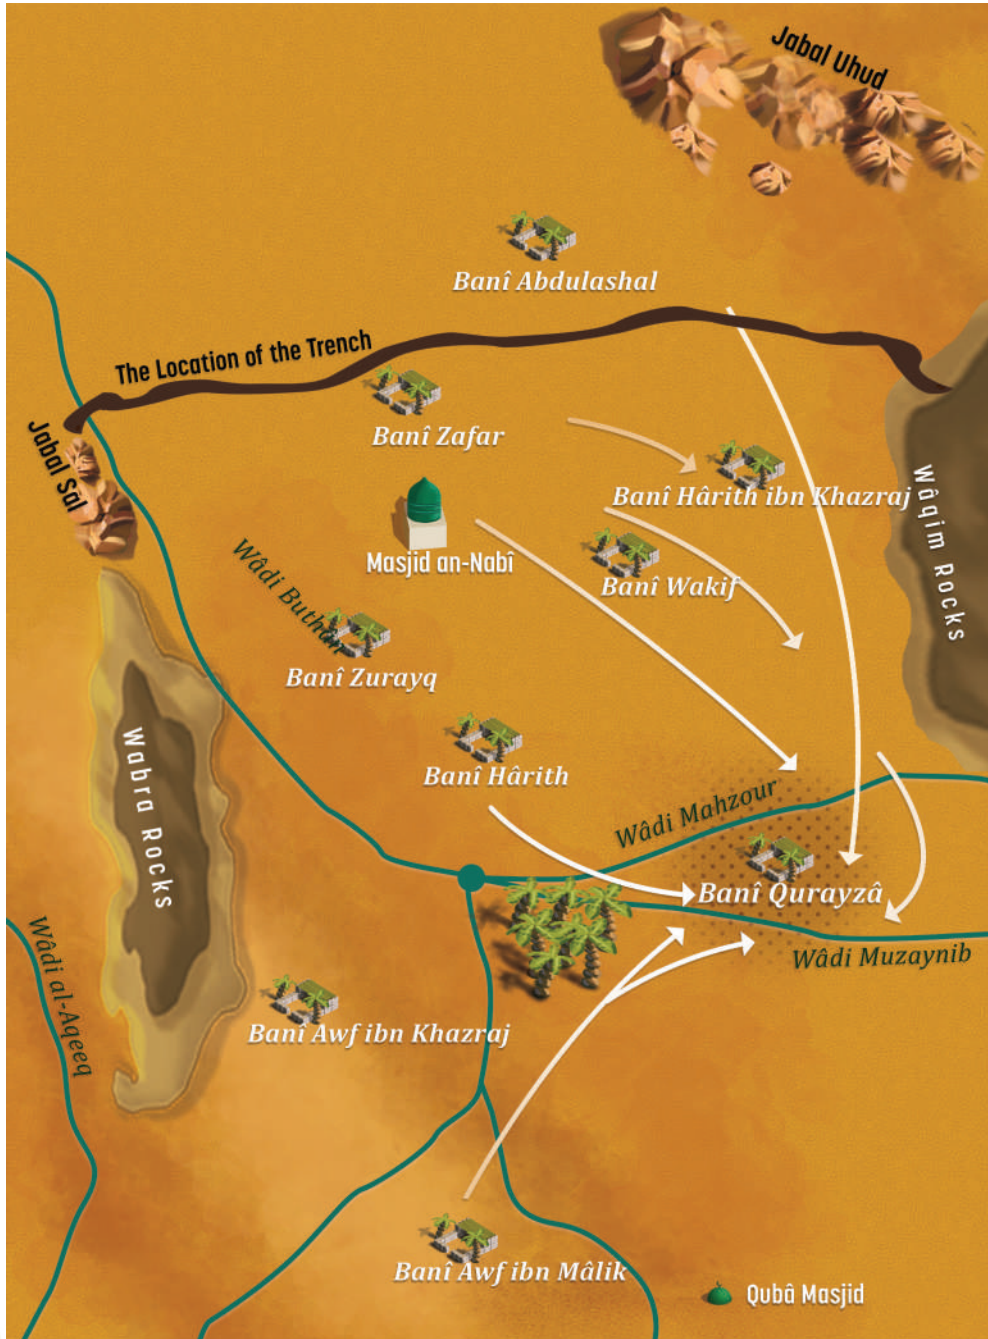 Jabal Uhud
Banî Abdulashal
The Location of the Trench
Banî Zafar
Jabal Sal
Banî Hârith ibn Khazraj
Wâqim Rocks
Masjid an-Nabî
Banî Wakif
Wâdi Buthân
Banî Zurayq
Banî Hârith
Wabra Rocks
Wâdi Mahzour
Banî Qurayzâ
Wâdi Muzaynib
Wâdi al-Aqeeq
Banî Awf ibn Khazraj
Banî Awf ibn Mâlik
Qubâ Masjid